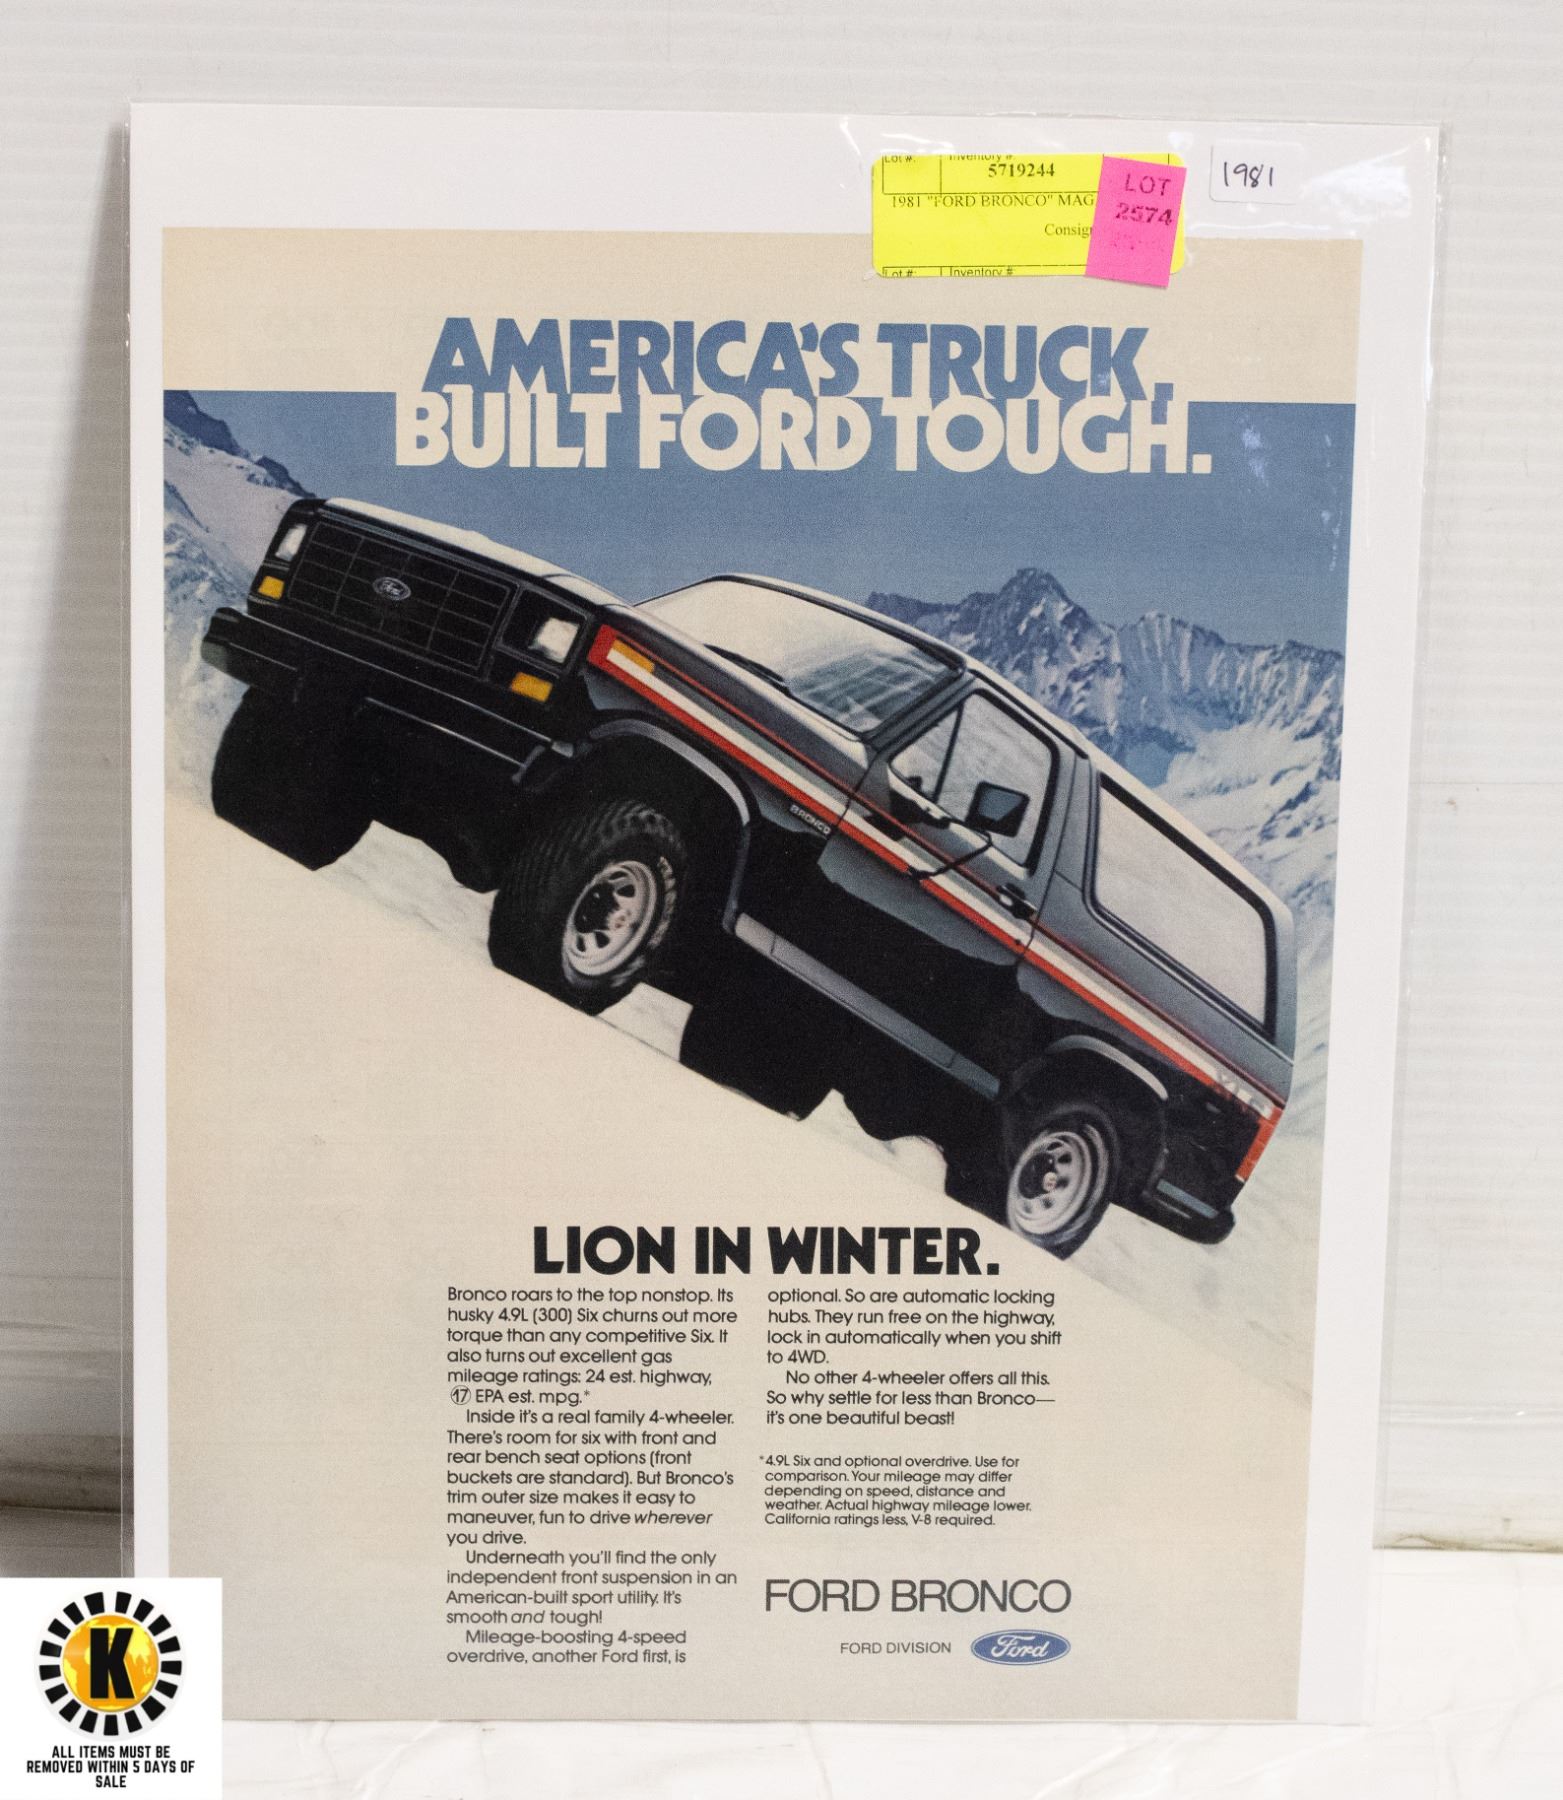 Lot #: Inventory #:
5719244
1981 "FORD BRONCO" MAG
Consig
Lot #: Inventory #:
LOT
2574
1981
AMERICA'S TRUCK.
BUILT FORD TOUGH.
Ford
BRONCO
LION IN WINTER.
Bronco roars to the top nonstop. Its
husky 4.9L (300) Six churns out more
torque than any competitive Six. It
also turns out excellent gas
mileage ratings: 24 est. highway,
17 EPA est. mpg.*
Inside it's a real family 4-wheeler.
There's room for six with front and
rear bench seat options (front
buckets are standard). But Bronco's
trim outer size makes it easy to
maneuver, fun to drive wherever
you drive.
Underneath you'll find the only
independent front suspension in an
American-built sport utility. It's
smooth and tough!
Mileage-boosting 4-speed
overdrive, another Ford first, is
optional. So are automatic locking
hubs. They run free on the highway,
lock in automatically when you shift
to 4WD.
No other 4-wheeler offers all this.
So why settle for less than Bronco—
it's one beautiful beast!
*4.9L Six and optional overdrive. Use for
comparison. Your mileage may differ
depending on speed, distance and
weather. Actual highway mileage lower.
California ratings less, V-8 required.
FORD BRONCO
FORD DIVISION Ford
K
ALL ITEMS MUST BE
REMOVED WITHIN 5 DAYS OF
SALE